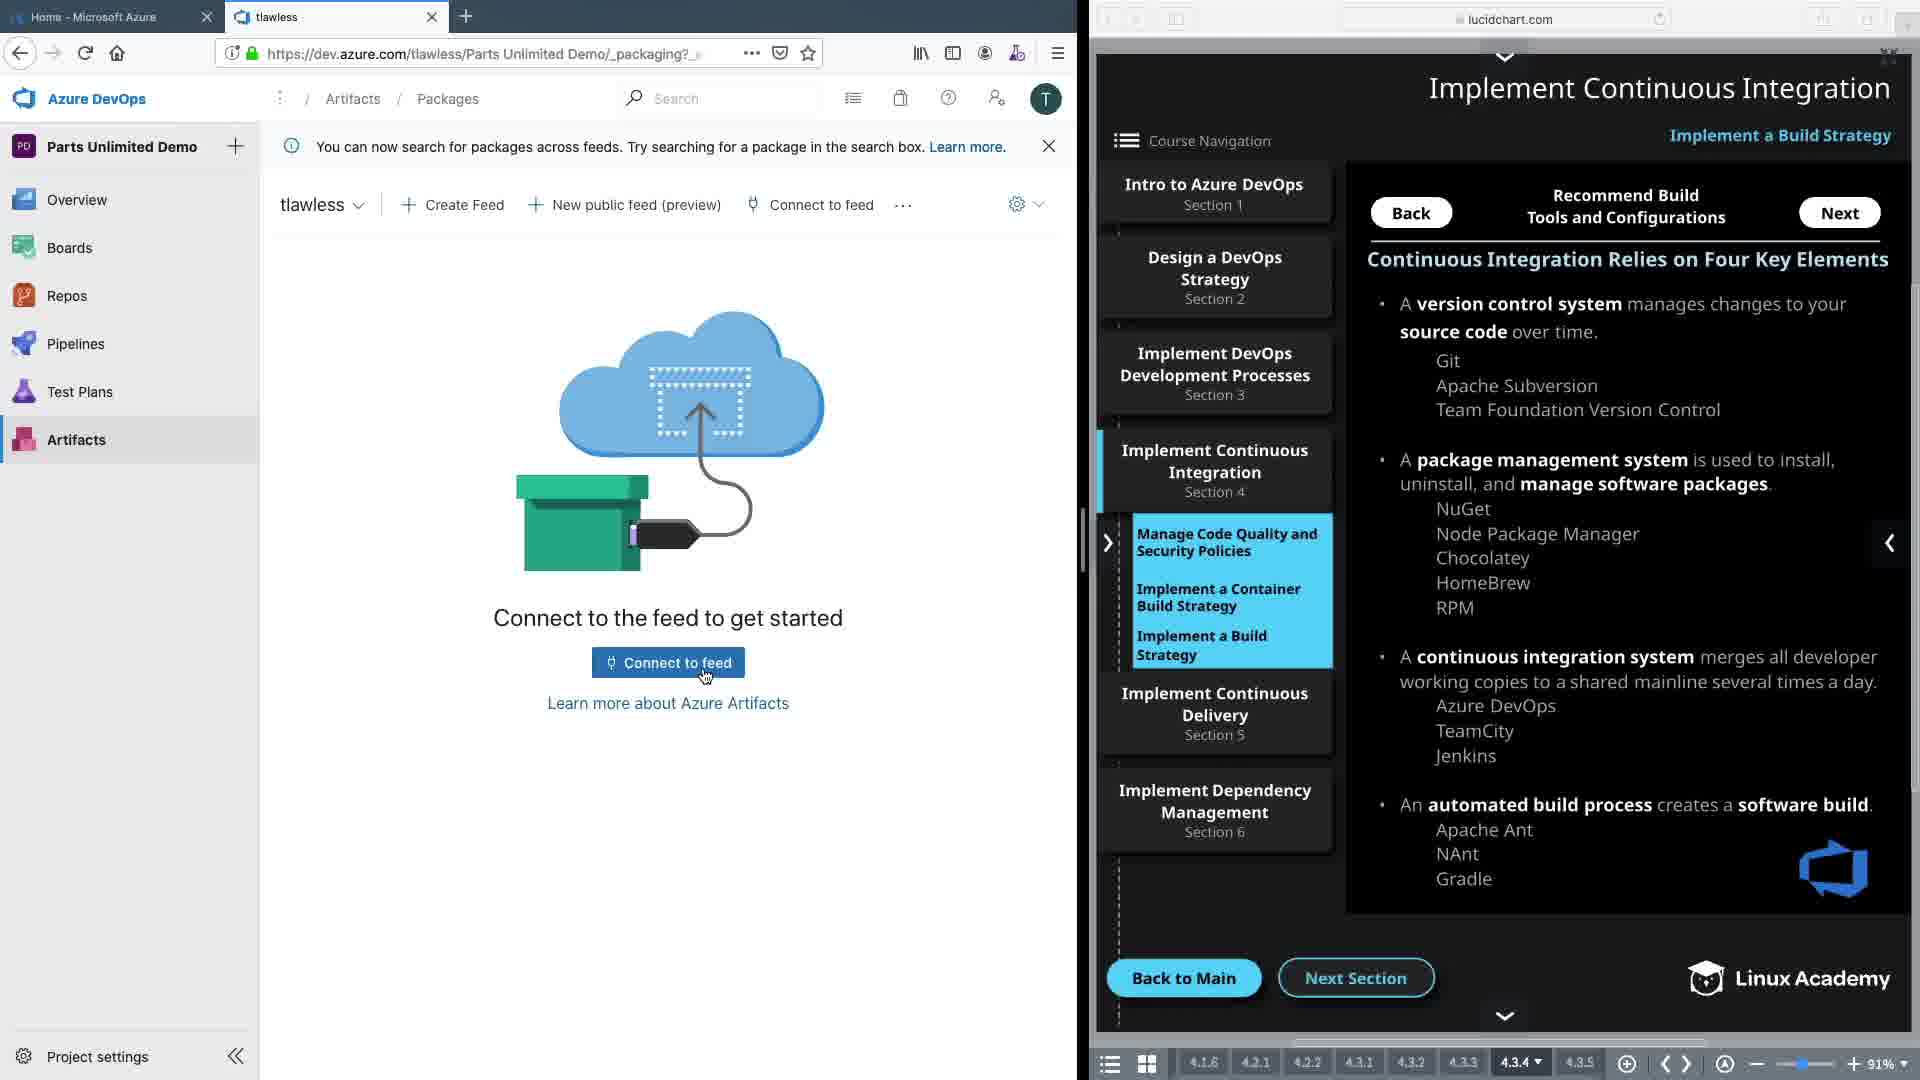 Home - Microsoft Azure
tlawless
https://dev.azure.com/tlawless/Parts Unlimited Demo/_packaging?_
lucidchart.com
Azure DevOps
/ Artifacts / Packages
Search
T
PD Parts Unlimited Demo
Overview
Boards
Repos
Pipelines
Test Plans
Artifacts
Project settings
You can now search for packages across feeds. Try searching for a package in the search box. Learn more.
tlawless
Create Feed
New public feed (preview)
Connect to feed
Connect to the feed to get started
Connect to feed
Learn more about Azure Artifacts
Implement Continuous Integration
Course Navigation
Implement a Build Strategy
Intro to Azure DevOps
Section 1
Design a DevOps
Strategy
Section 2
Implement DevOps
Development Processes
Section 3
Implement Continuous
Integration
Section 4
Manage Code Quality and
Security Policies
Implement a Container
Build Strategy
Implement a Build
Strategy
Implement Continuous
Delivery
Section 5
Implement Dependency
Management
Section 6
Back
Recommend Build
Tools and Configurations
Next
Continuous Integration Relies on Four Key Elements
• A version control system manages changes to your
source code over time.
Git
Apache Subversion
Team Foundation Version Control
• A package management system is used to install,
uninstall, and manage software packages.
NuGet
Node Package Manager
Chocolatey
HomeBrew
RPM
• A continuous integration system merges all developer
working copies to a shared mainline several times a day.
Azure DevOps
TeamCity
Jenkins
• An automated build process creates a software build.
Apache Ant
NAnt
Gradle
Back to Main
Next Section
Linux Academy
4.1.6
4.2.1
4.2.2
4.3.1
4.3.2
4.3.3
4.3.4
4.3.5
91%